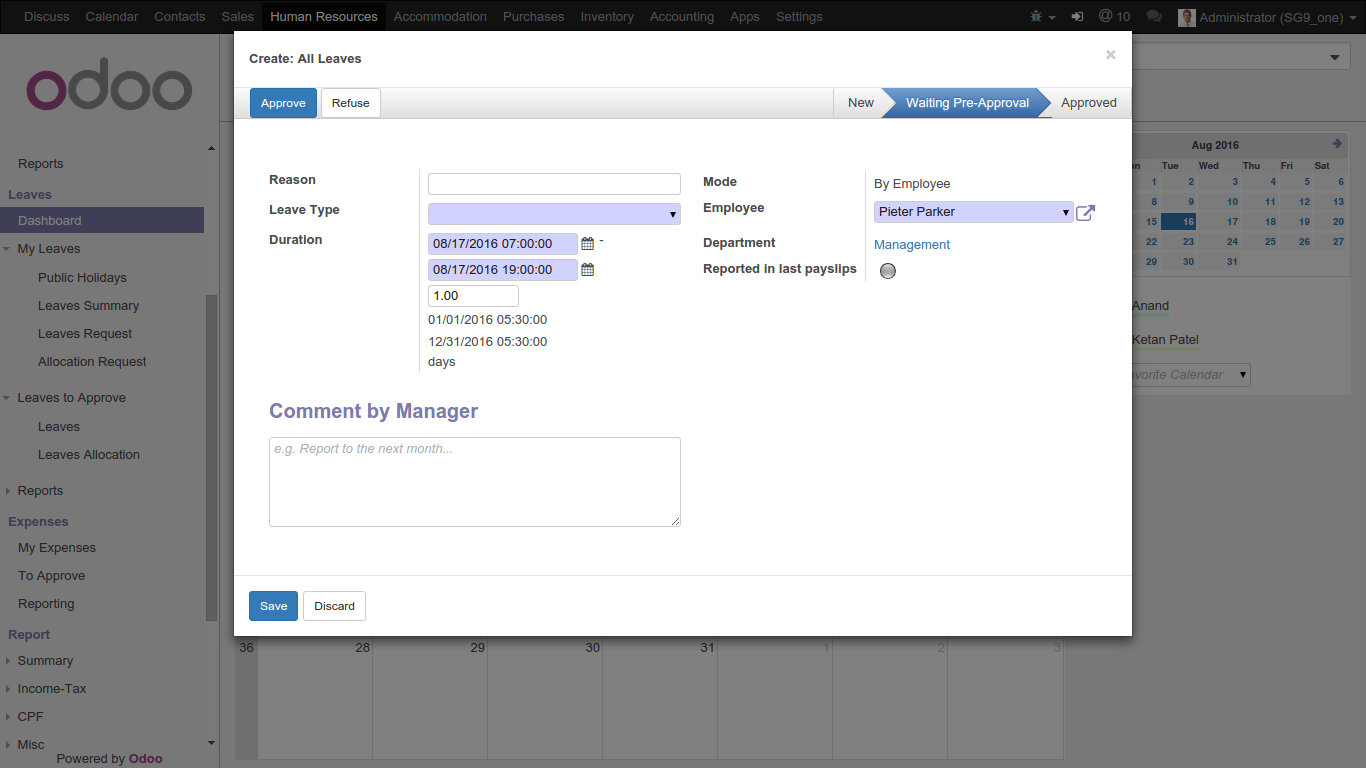 Discuss Calendar Contacts Sales Human Resources Accommodation Purchases Inventory Accounting Apps Settings @ 10 Administrator (SG9_one)
odoo
Reports
Leaves
Dashboard
My Leaves
Public Holidays
Leaves Summary
Leaves Request
Allocation Request
Leaves to Approve
Leaves
Leaves Allocation
Reports
Expenses
My Expenses
To Approve
Reporting
Report
Summary
Income-Tax
CPF
Misc
Powered by Odoo
Create: All Leaves ×
Approve Refuse New Waiting Pre-Approval Approved
Reason
Leave Type
Duration 08/17/2016 07:00:00 -
08/17/2016 19:00:00
1.00
01/01/2016 05:30:00
12/31/2016 05:30:00
days
Mode By Employee
Employee Pieter Parker
Department Management
Reported in last payslips
Comment by Manager
e.g. Report to the next month...
Save Discard
Aug 2016
Tue Wed Thu Fri Sat
1 2 3 4 5 6
8 9 10 11 12 13
15 16 17 18 19 20
22 23 24 25 26 27
29 30 31
Anand
Ketan Patel
vorite Calendar
36 28 29 30 31 1 2 3